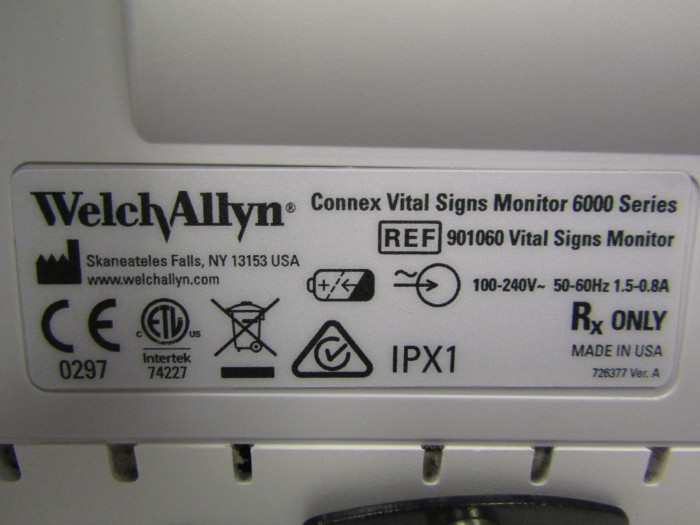 WelchAllyn®
Connex Vital Signs Monitor 6000 Series
REF 901060 Vital Signs Monitor
Skaneateles Falls, NY 13153 USA
www.welchallyn.com
100-240V~ 50-60Hz 1.5-0.8A
CE
0297
c ETL us
Intertek
74227
IPX1
Rx ONLY
MADE IN USA
726377 Ver. A